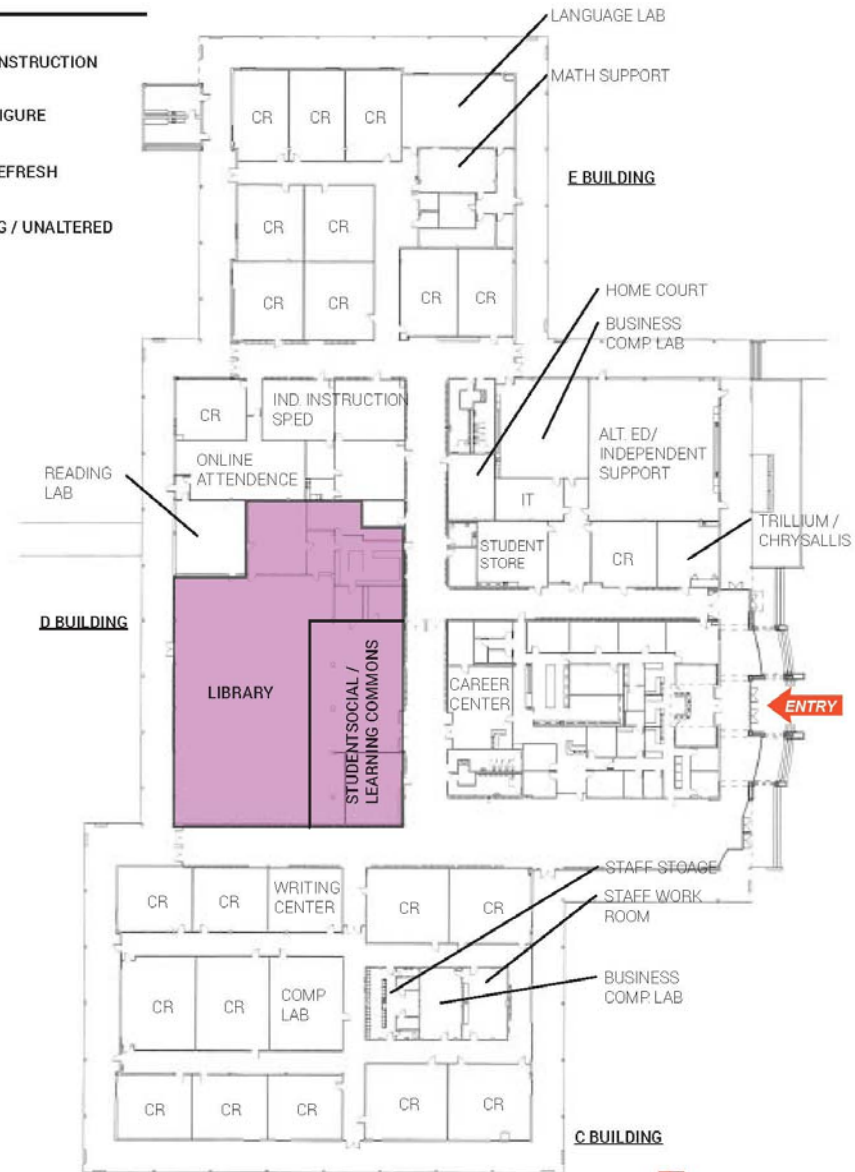 LANGUAGE LAB
NSTRUCTION
MATH SUPPORT
IGURE
CR CR CR
EFRESH
E BUILDING
G / UNALTERED
CR CR
CR CR CR CR
HOME COURT
BUSINESS
COMP. LAB
IND. INSTRUCTION
SPED
CR
ALT. ED/
INDEPENDENT
SUPPORT
ONLINE
ATTENDENCE
READING
LAB
IT
TRILLIUM /
CHRYSALLIS
STUDENT
STORE
CR
D BUILDING
LIBRARY
STUDENTSOCIAL /
LEARNING COMMONS
CAREER
CENTER
ENTRY
STAFF STOAGE
WRITING
CENTER
CR CR CR CR
STAFF WORK
ROOM
BUSINESS
COMP. LAB
CR CR
COMP
LAB
CR CR CR CR CR
C BUILDING